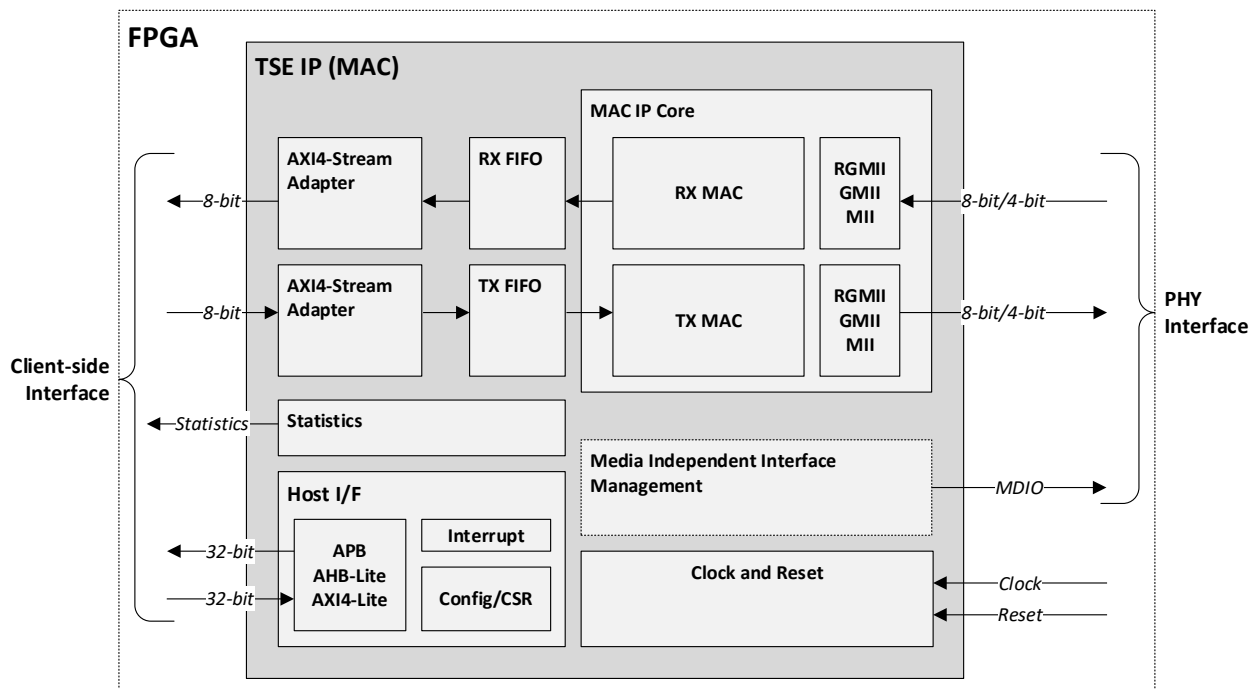 FPGA
TSE IP (MAC)
MAC IP Core
AXI4-Stream
Adapter
RX FIFO
RX MAC
RGMII
GMII
MII
8-bit
8-bit/4-bit
AXI4-Stream
Adapter
TX FIFO
TX MAC
RGMII
GMII
MII
8-bit
8-bit/4-bit
PHY
Interface
Client-side
Interface
Statistics
Statistics
Media Independent Interface
Management
MDIO
Host I/F
32-bit
32-bit
APB
AHB-Lite
AXI4-Lite
Interrupt
Config/CSR
Clock and Reset
Clock
Reset